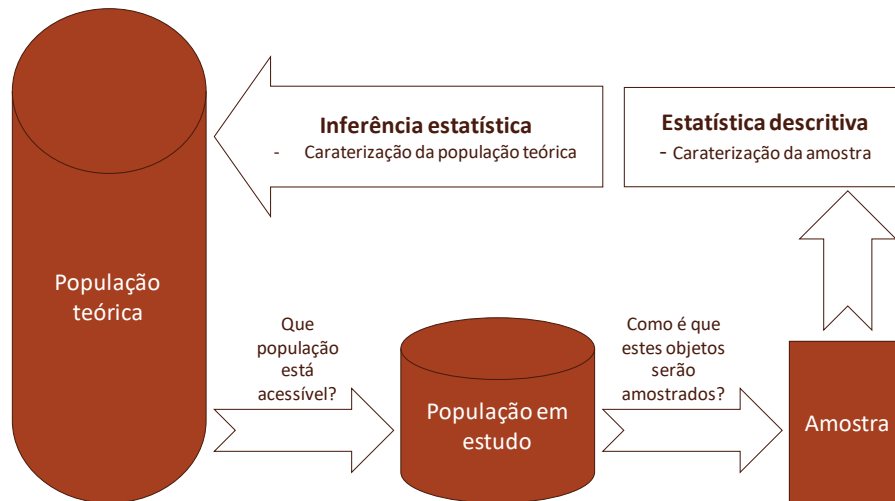 Inferência estatística
- Caraterização da população teórica
Estatística descritiva
- Caraterização da amostra
População
teórica
Que
população
está
acessível?
População em
estudo
Como é que
estes objetos
serão
amostrados?
Amostra